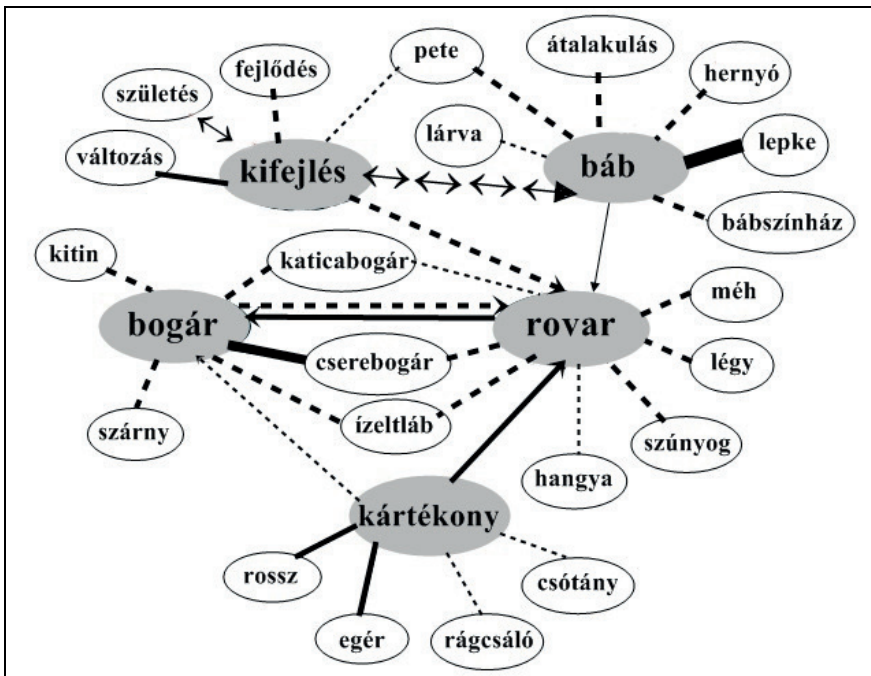 pete
átalakulás
fejlődés
hernyó
születés
lárva
lepke
változás
kifejlés
báb
bábszínház
kitin
katicabogár
méh
bogár
rovar
cserebogár
légy
szárny
ízeltláb
szúnyog
hangya
kártékony
rossz
csótány
egér
rágcsáló